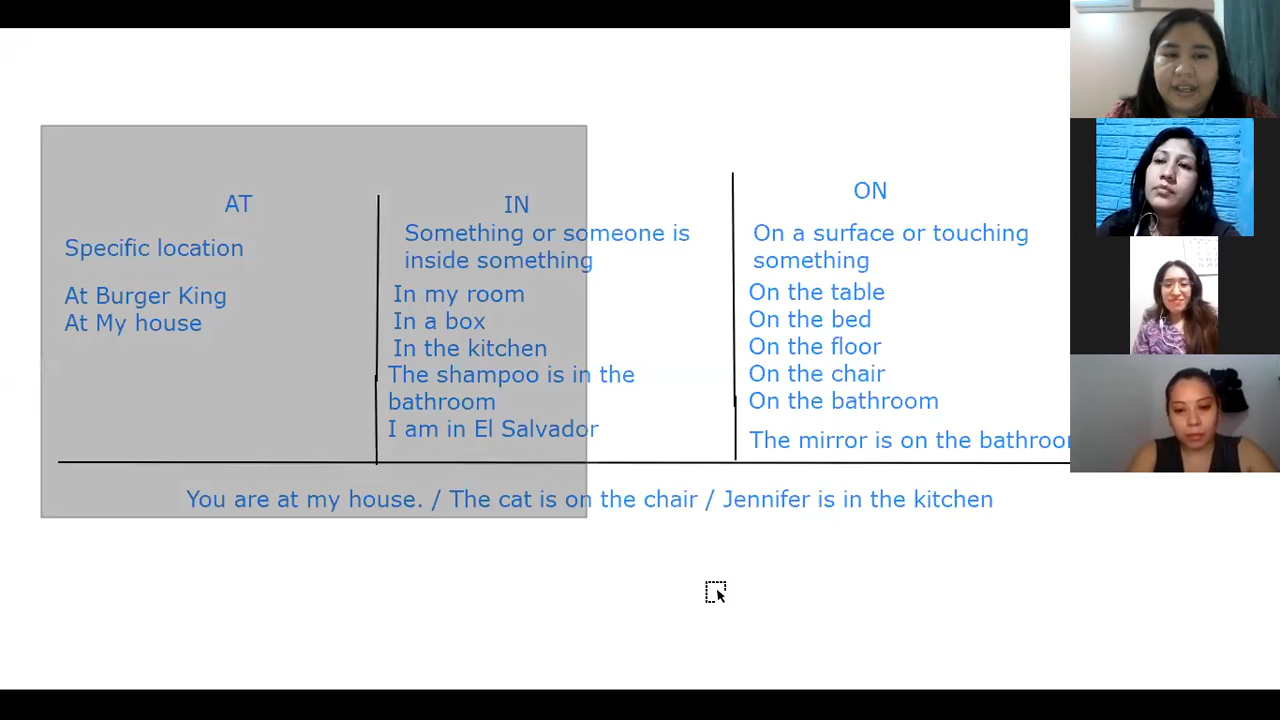 AT
Specific location
At Burger King
At My house
IN
Something or someone is
inside something
In my room
In a box
In the kitchen
The shampoo is in the
bathroom
I am in El Salvador
ON
On a surface or touching
something
On the table
On the bed
On the floor
On the chair
On the bathroom
The mirror is on the
You are at my house. / The cat is on the chair / Jennifer is in the kitchen